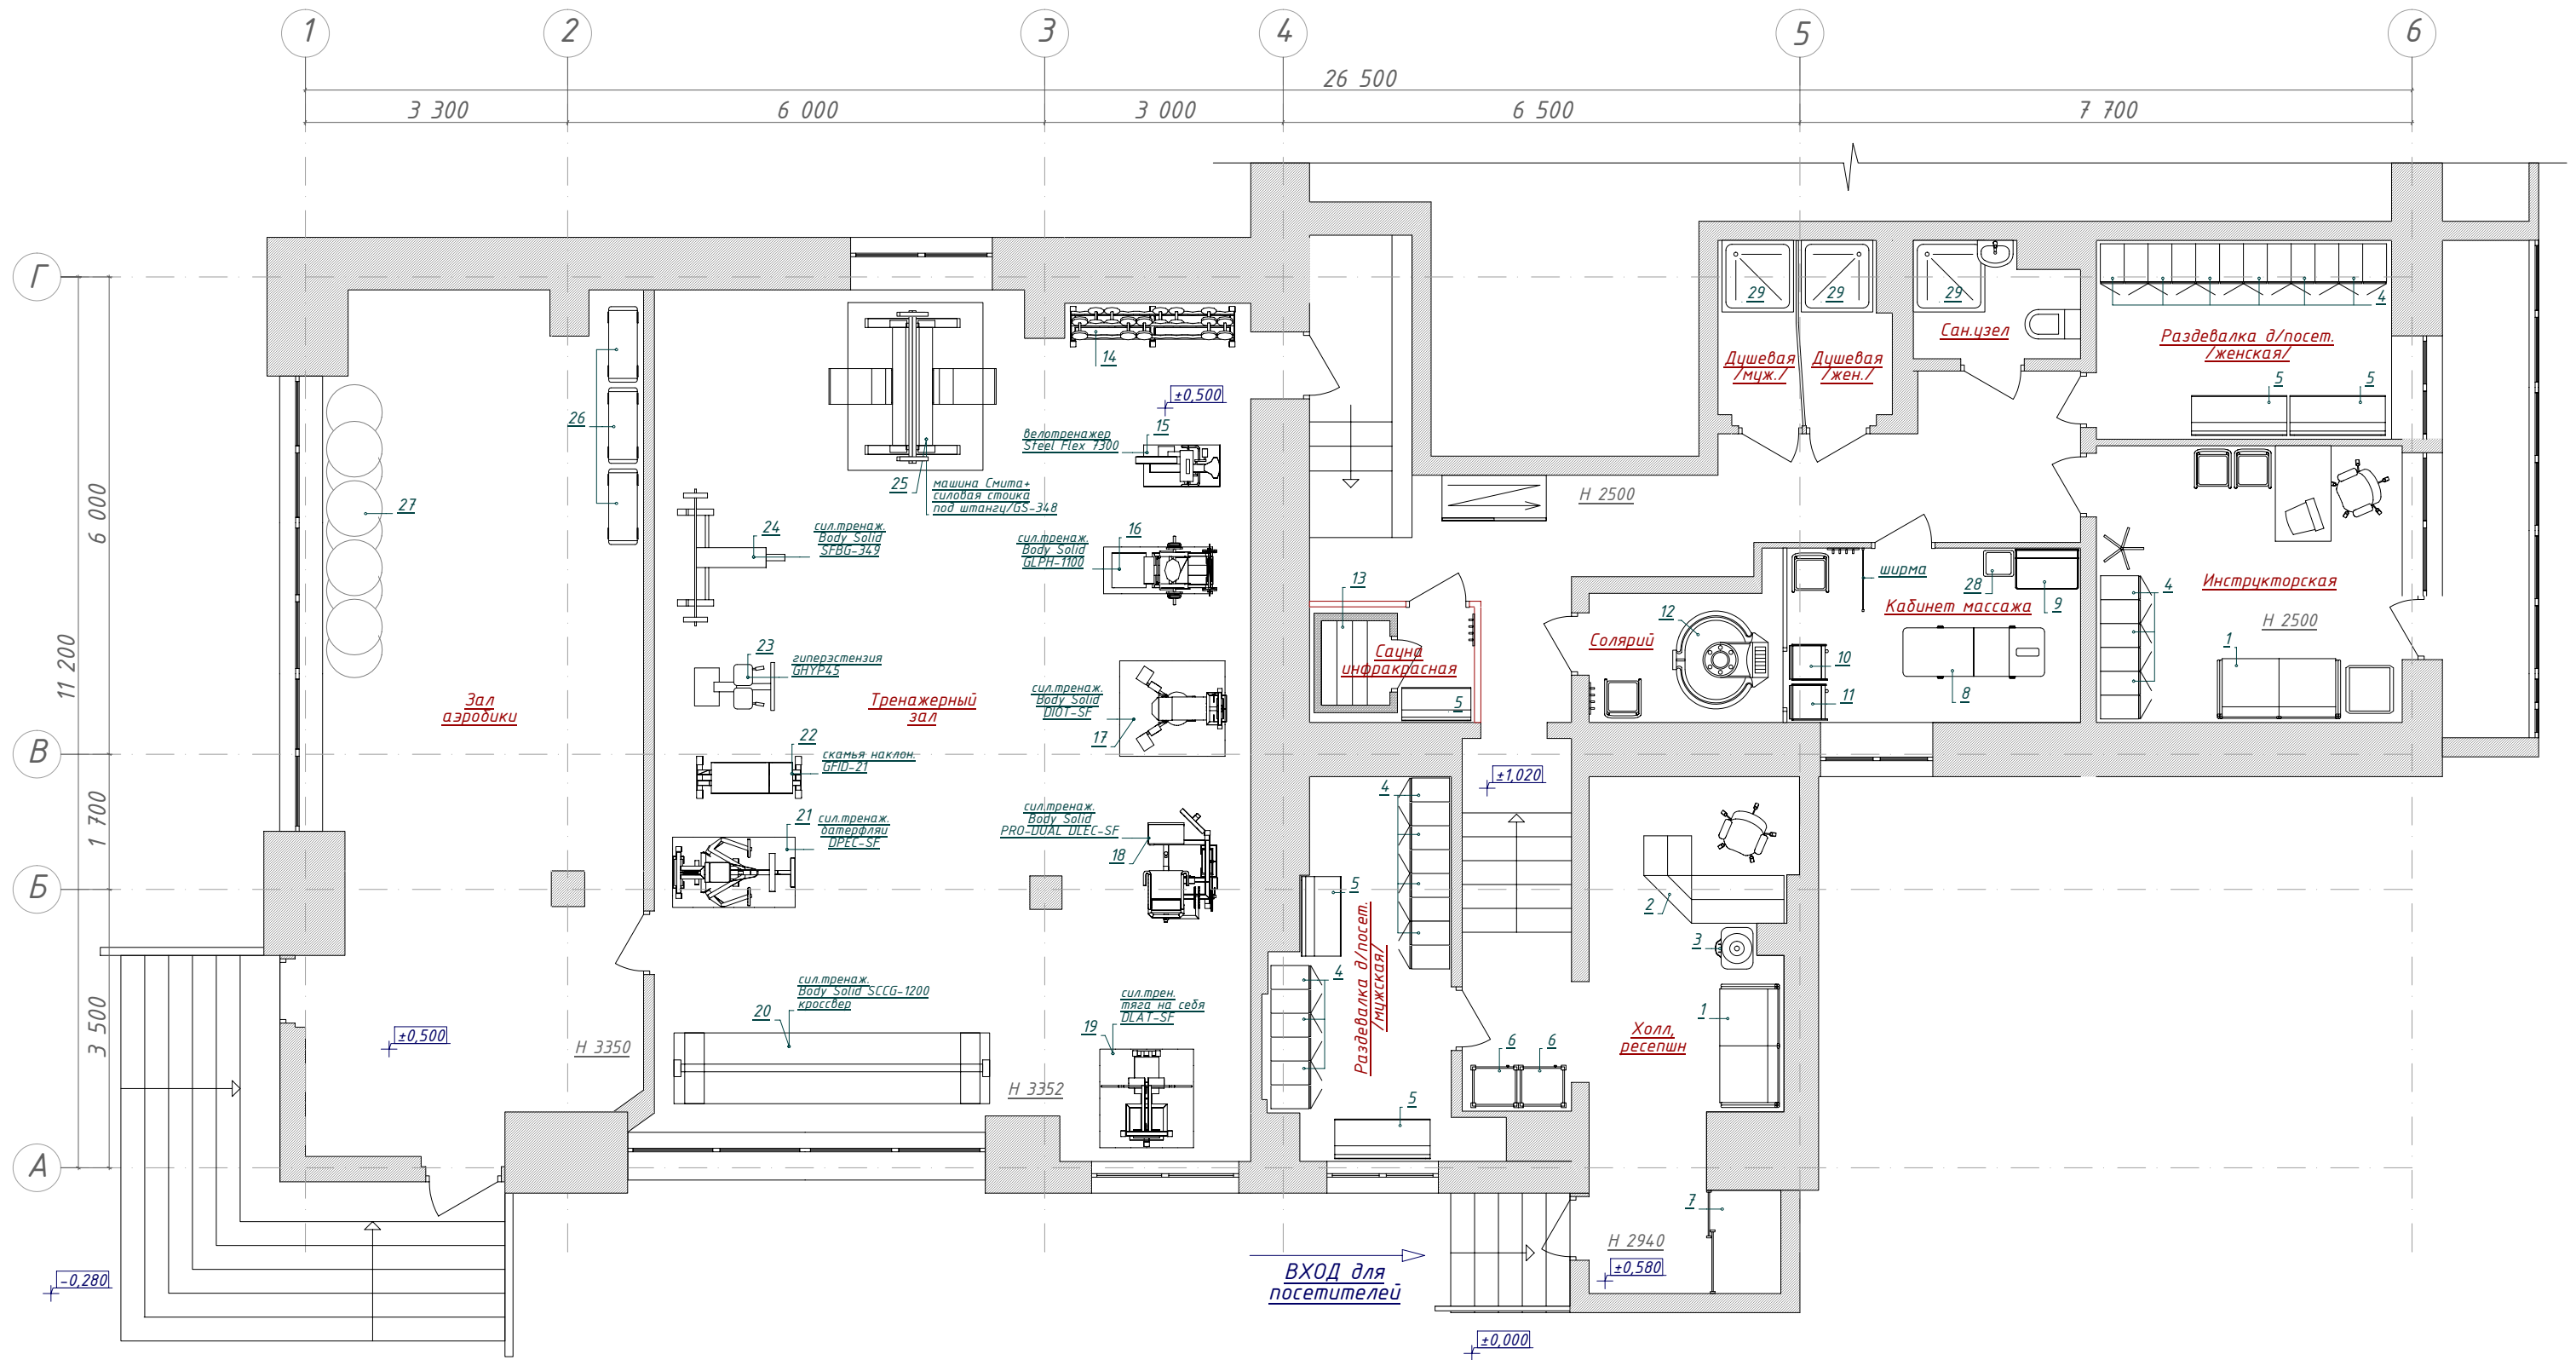 1
2
3
4
5
6
26 500
3 300
6 000
3 000
6 500
7 700
Г
В
Б
А
6 000
11 200
1 700
3 500
29
29
29
4
Сан.узел
Раздевалка д/посет.
/женская/
Душевая
/муж./
Душевая
/жен./
5
5
14
±0,500
26
27
велотренажер
Steel Flex 7300
15
25
машина Смита+
силовая стойка
под штангу/GS-348
H 2500
24
сил.тренаж.
Body Solid
SFBG-349
сил.тренаж.
Body Solid
GLPH-1100
16
13
ширма
28
9
Кабинет массажа
4
Инструкторская
H 2500
12
Солярий
Сауна
инфракрасная
5
10
11
8
1
23
гиперэстензия
GHYP45
Зал
аэробики
Тренажерный
зал
сил.тренаж.
Body Solid
DIOT-SF
17
22
скамья наклон.
GFID-21
±1,020
4
21
сил.тренаж.
батерфляй
DPEC-SF
сил.тренаж.
Body Solid
PRO-DUAL DLEC-SF
18
5
Раздевалка д/посет.
/мужская/
2
3
4
сил.тренаж.
Body Solid SCCG-1200
кроссвер
20
сил.трен.
тяга на себя
DLAT-SF
19
1
Холл,
ресепшн
±0,500
H 3350
H 3352
6
6
5
7
H 2940
±0,580
ВХОД для
посетителей
-0,280
±0,000